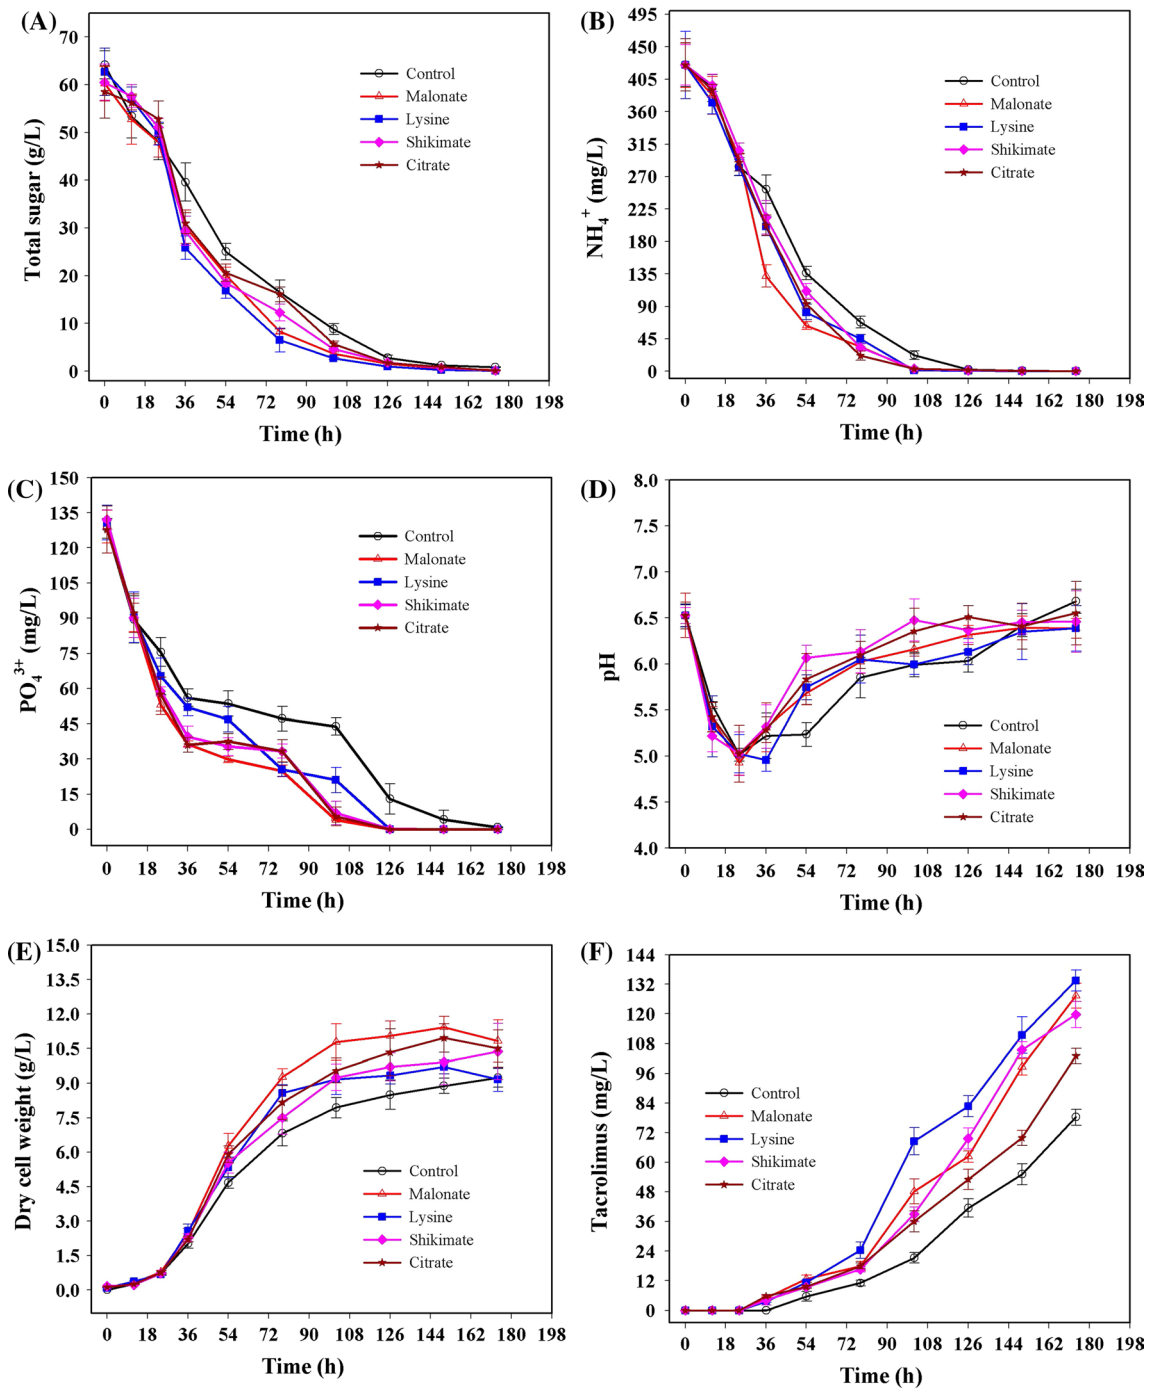 (A)
Total sugar (g/L)
70
60
50
40
30
20
10
0
Control
Malonate
Lysine
Shikimate
Citrate
0 18 36 54 72 90 108 126 144 162 180 198
Time (h)
(B)
NH4+ (mg/L)
495
450
405
360
315
270
225
180
135
90
45
0
Control
Malonate
Lysine
Shikimate
Citrate
0 18 36 54 72 90 108 126 144 162 180 198
Time (h)
(C)
PO4 3+ (mg/L)
150
135
120
105
90
75
60
45
30
15
0
Control
Malonate
Lysine
Shikimate
Citrate
0 18 36 54 72 90 108 126 144 162 180 198
Time (h)
(D)
pH
8.0
7.5
7.0
6.5
6.0
5.5
5.0
4.5
4.0
Control
Malonate
Lysine
Shikimate
Citrate
0 18 36 54 72 90 108 126 144 162 180 198
Time (h)
(E)
Dry cell weight (g/L)
15.0
13.5
12.0
10.5
9.0
7.5
6.0
4.5
3.0
1.5
0.0
Control
Malonate
Lysine
Shikimate
Citrate
0 18 36 54 72 90 108 126 144 162 180 198
Time (h)
(F)
Tacrolimus (mg/L)
144
132
120
108
96
84
72
60
48
36
24
12
0
Control
Malonate
Lysine
Shikimate
Citrate
0 18 36 54 72 90 108 126 144 162 180 198
Time (h)